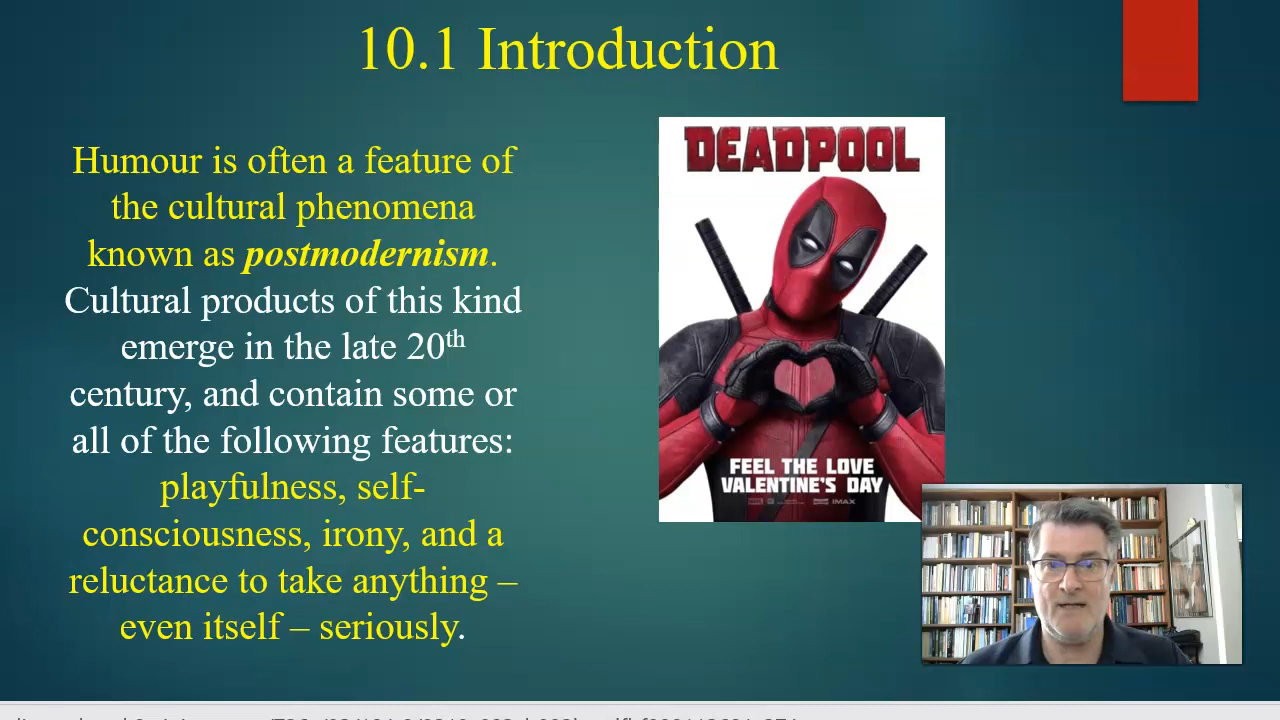 10.1 Introduction
Humour is often a feature of
the cultural phenomena
known as postmodernism.
Cultural products of this kind
emerge in the late 20th
century, and contain some or
all of the following features:
playfulness, self-
consciousness, irony, and a
reluctance to take anything –
even itself – seriously.
DEADPOOL
FEEL THE LOVE
VALENTINE'S DAY
IMAX